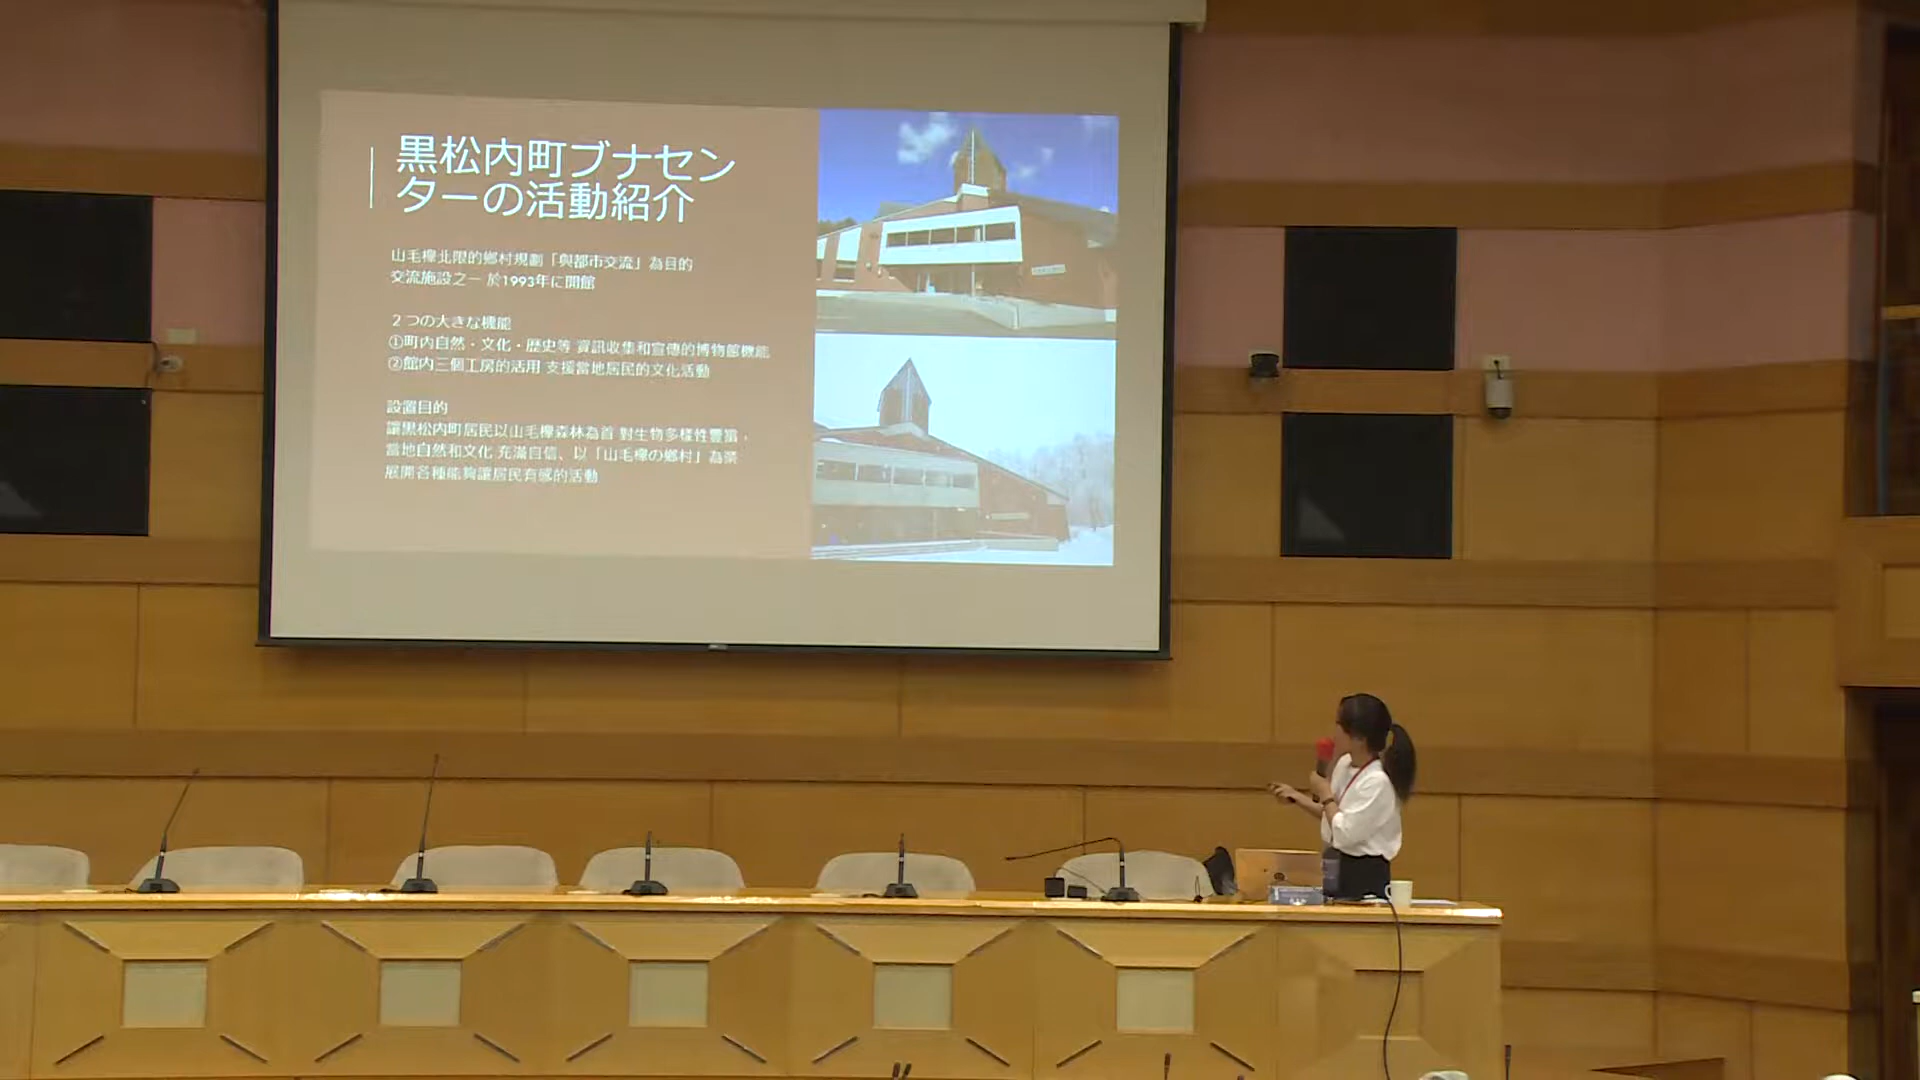 黒松内町ブナセン
ターの活動紹介
山毛櫸北限的鄉村規劃「與都市交流」為目的
交流施設之一 於1993年に開館
２つの大きな機能
①町内自然・文化・歴史等 資訊收集和宣傳的博物館機能
②館内三個工房的活用 支援當地居民的文化活動
設置目的
讓黒松内町居民以山毛櫸森林為首 對生物多樣性豐富，
當地自然和文化 充滿自信、以「山毛櫸の鄉村」為榮
展開各種能夠讓居民有感的活動